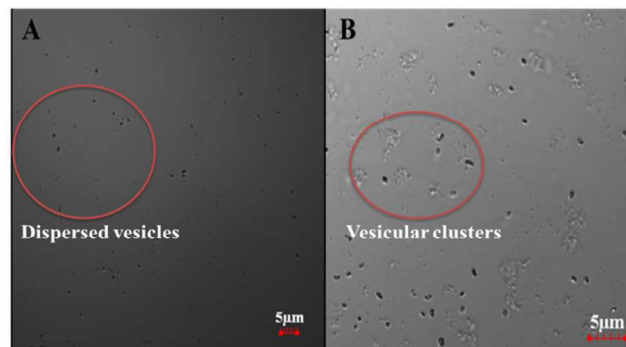 A
B
Dispersed vesicles
Vesicular clusters
5μm
5μm